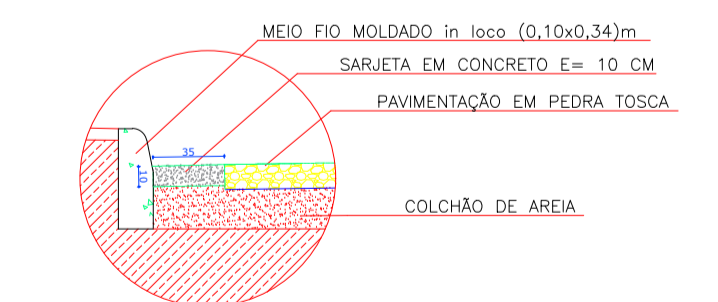 MEIO FIO MOLDADO in loco (0,10x0,34)m
SARJETA EM CONCRETO E= 10 CM
PAVIMENTAÇÃO EM PEDRA TOSCA
35
10
COLCHÃO DE AREIA